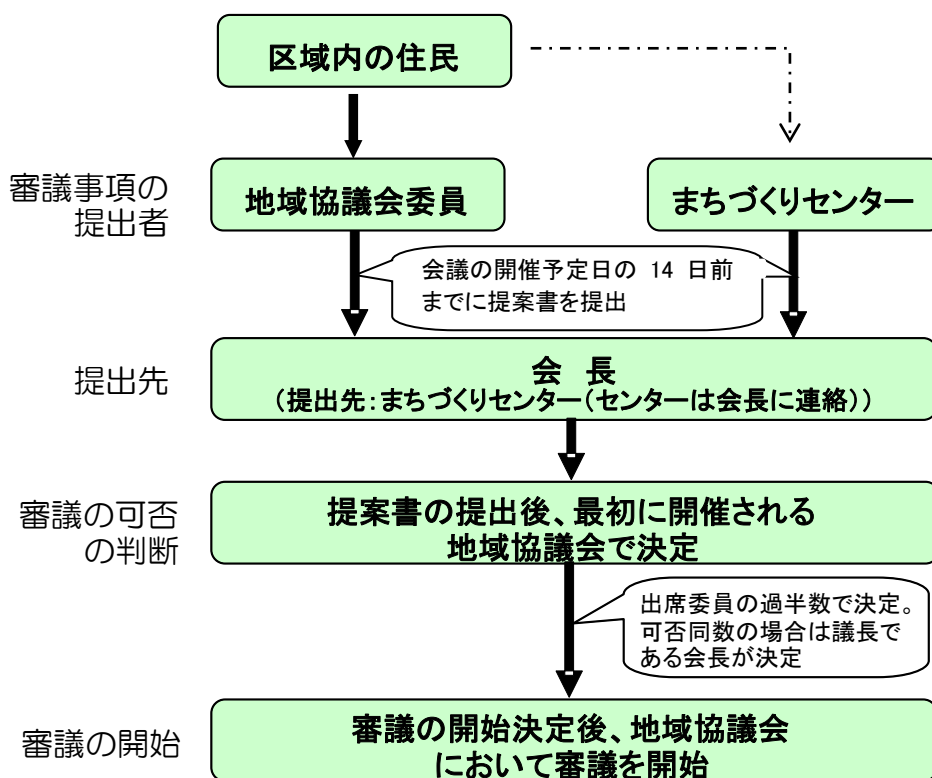 区域内の住民
審議事項の
提出者
地域協議会委員
まちづくりセンター
会議の開催予定日の 14 日前
までに提案書を提出
提出先
会 長
(提出先:まちづくりセンター(センターは会長に連絡))
審議の可否
の判断
提案書の提出後、最初に開催される
地域協議会で決定
出席委員の過半数で決定。
可否同数の場合は議長で
ある会長が決定
審議の開始
審議の開始決定後、地域協議会
において審議を開始